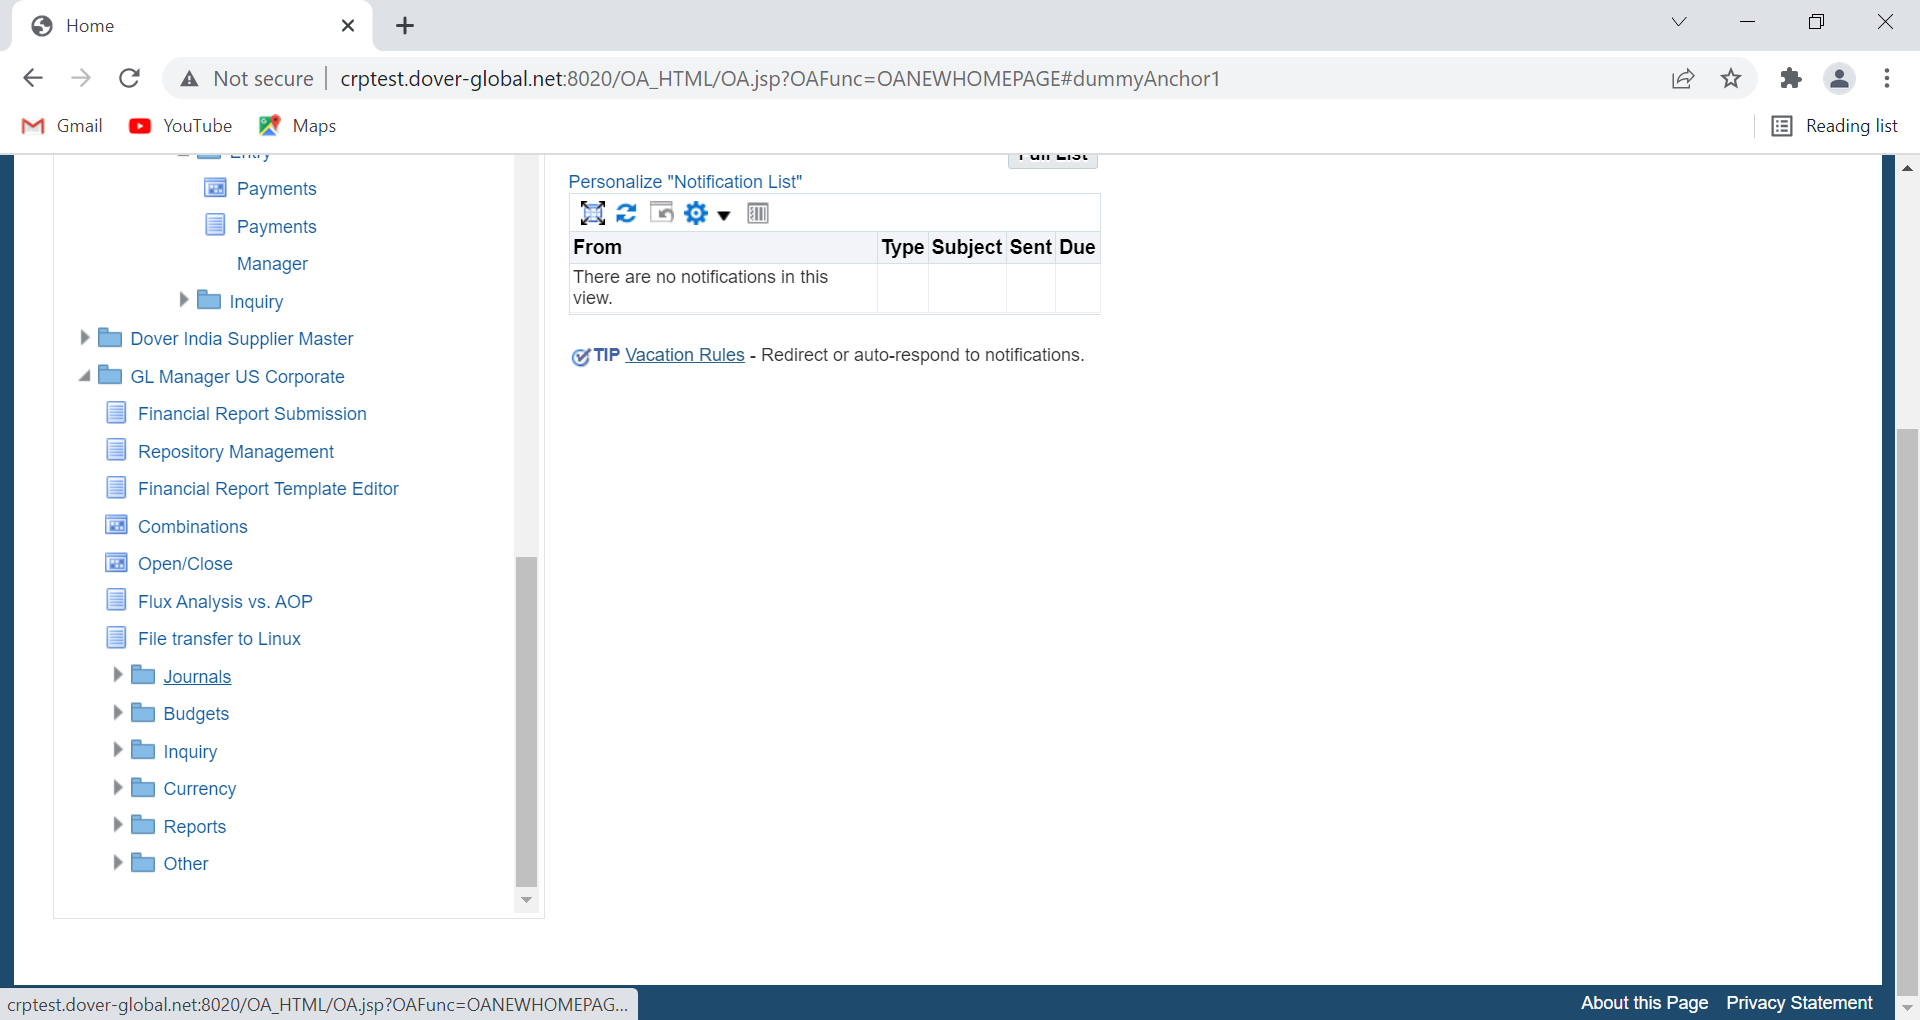 Home
Not secure crptest.dover-global.net:8020/OA_HTML/OA.jsp?OAFunc=OANEWHOMEPAGE#dummyAnchor1
Gmail YouTube Maps Reading list
Entry
Payments
Payments
Manager
Inquiry
Dover India Supplier Master
GL Manager US Corporate
Financial Report Submission
Repository Management
Financial Report Template Editor
Combinations
Open/Close
Flux Analysis vs. AOP
File transfer to Linux
Journals
Budgets
Inquiry
Currency
Reports
Other
Full List
Personalize "Notification List"
From Type Subject Sent Due
There are no notifications in this
view.
TIP Vacation Rules - Redirect or auto-respond to notifications.
crptest.dover-global.net:8020/OA_HTML/OA.jsp?OAFunc=OANEWHOMEPAG...
About this Page Privacy Statement